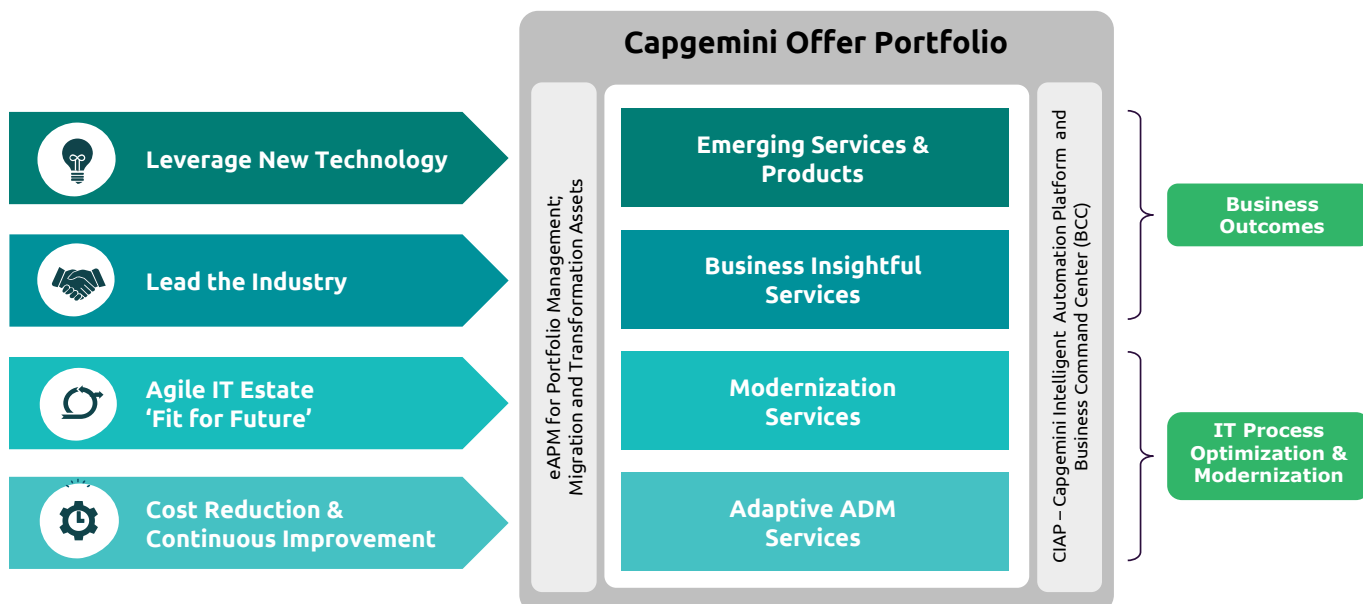 Capgemini Offer Portfolio
Leverage New Technology
Lead the Industry
Agile IT Estate
‘Fit for Future’
Cost Reduction &
Continuous Improvement
eAPM for Portfolio Management;
Migration and Transformation Assets
Emerging Services &
Products
Business Insightful
Services
Modernization
Services
Adaptive ADM
Services
CIAP – Capgemini Intelligent Automation Platform and
Business Command Center (BCC)
Business
Outcomes
IT Process
Optimization &
Modernization